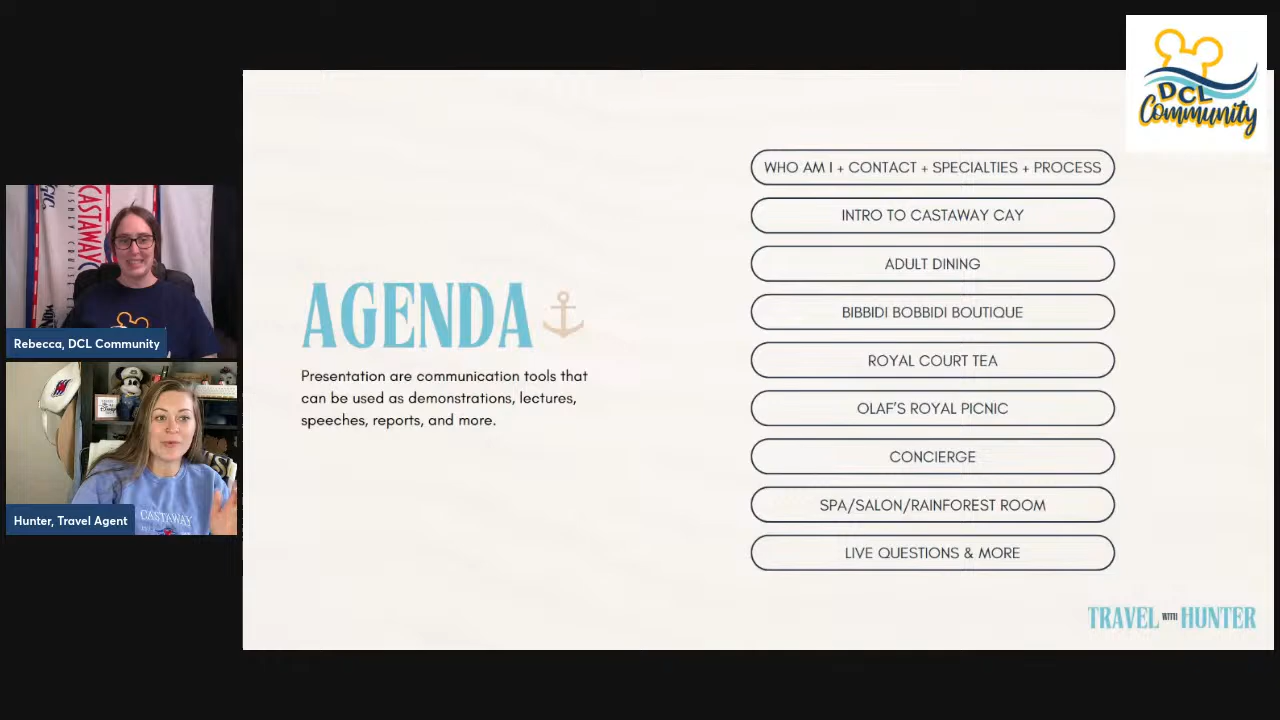 DCL
Community
CASTAWAY
Rebecca, DCL Community
CASTAWAY
Hunter, Travel Agent
AGENDA
Presentation are communication tools that
can be used as demonstrations, lectures,
speeches, reports, and more.
WHO AM I + CONTACT + SPECIALTIES + PROCESS
INTRO TO CASTAWAY CAY
ADULT DINING
BIBBIDI BOBBIDI BOUTIQUE
ROYAL COURT TEA
OLAF'S ROYAL PICNIC
CONCIERGE
SPA/SALON/RAINFOREST ROOM
LIVE QUESTIONS & MORE
TRAVEL WITH HUNTER